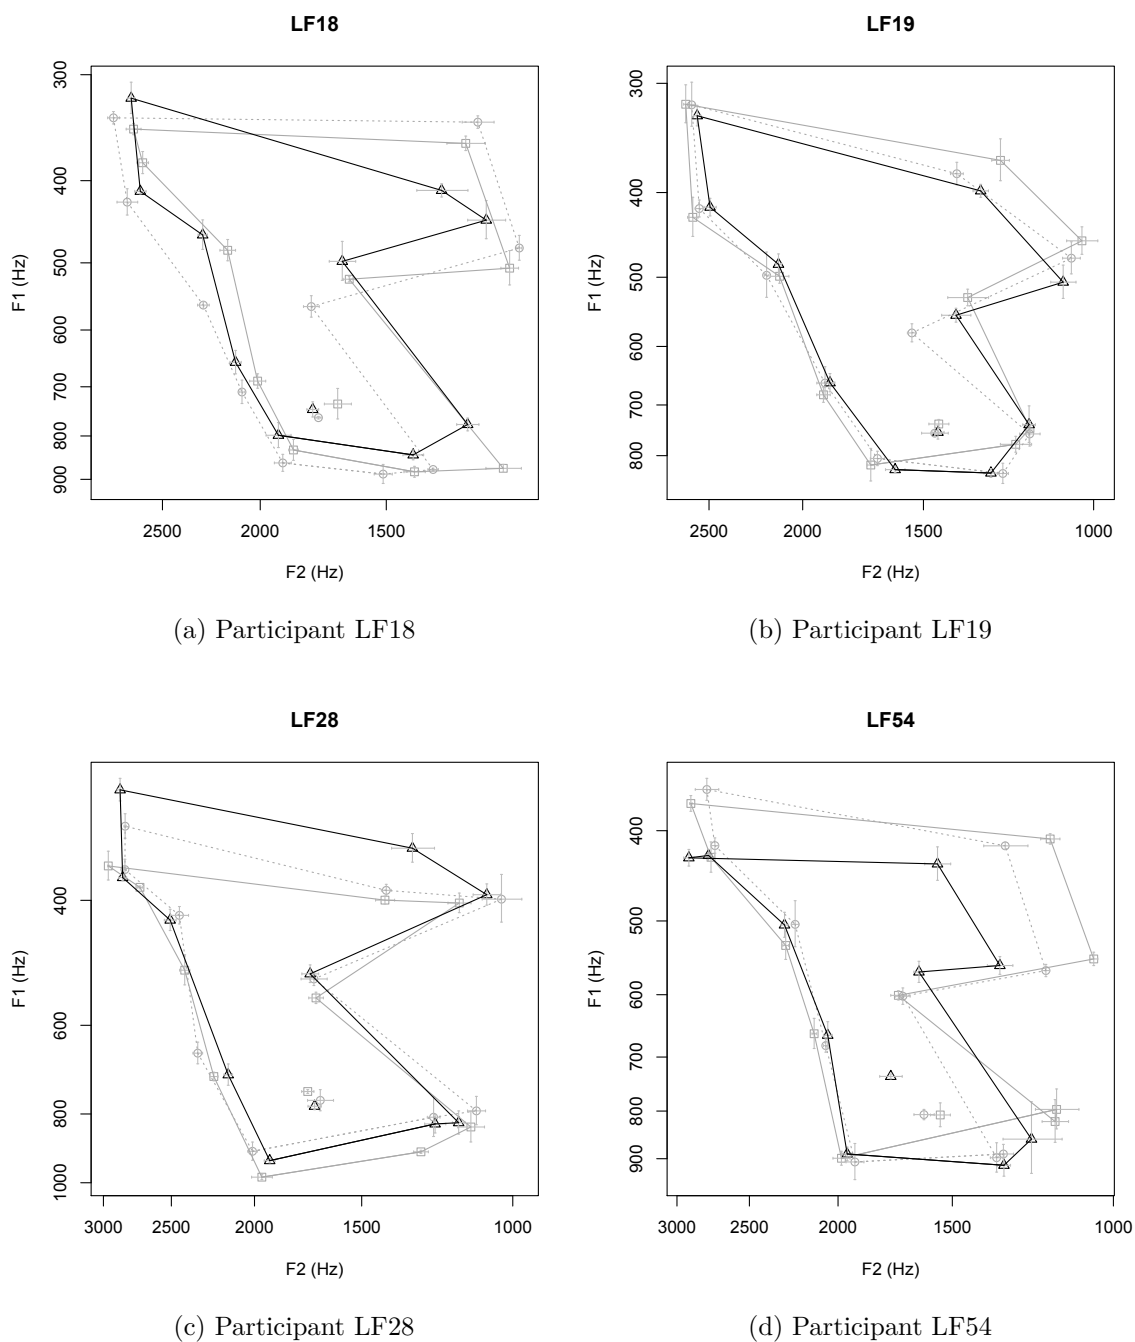 LF18
300
400
500
600
700
800
900
F1 (Hz)
2500 2000 1500
F2 (Hz)
(a) Participant LF18
LF19
300
400
500
600
700
800
F1 (Hz)
2500 2000 1500 1000
F2 (Hz)
(b) Participant LF19
LF28
400
600
800
1000
F1 (Hz)
3000 2500 2000 1500 1000
F2 (Hz)
(c) Participant LF28
LF54
400
500
600
700
800
900
F1 (Hz)
3000 2500 2000 1500 1000
F2 (Hz)
(d) Participant LF54